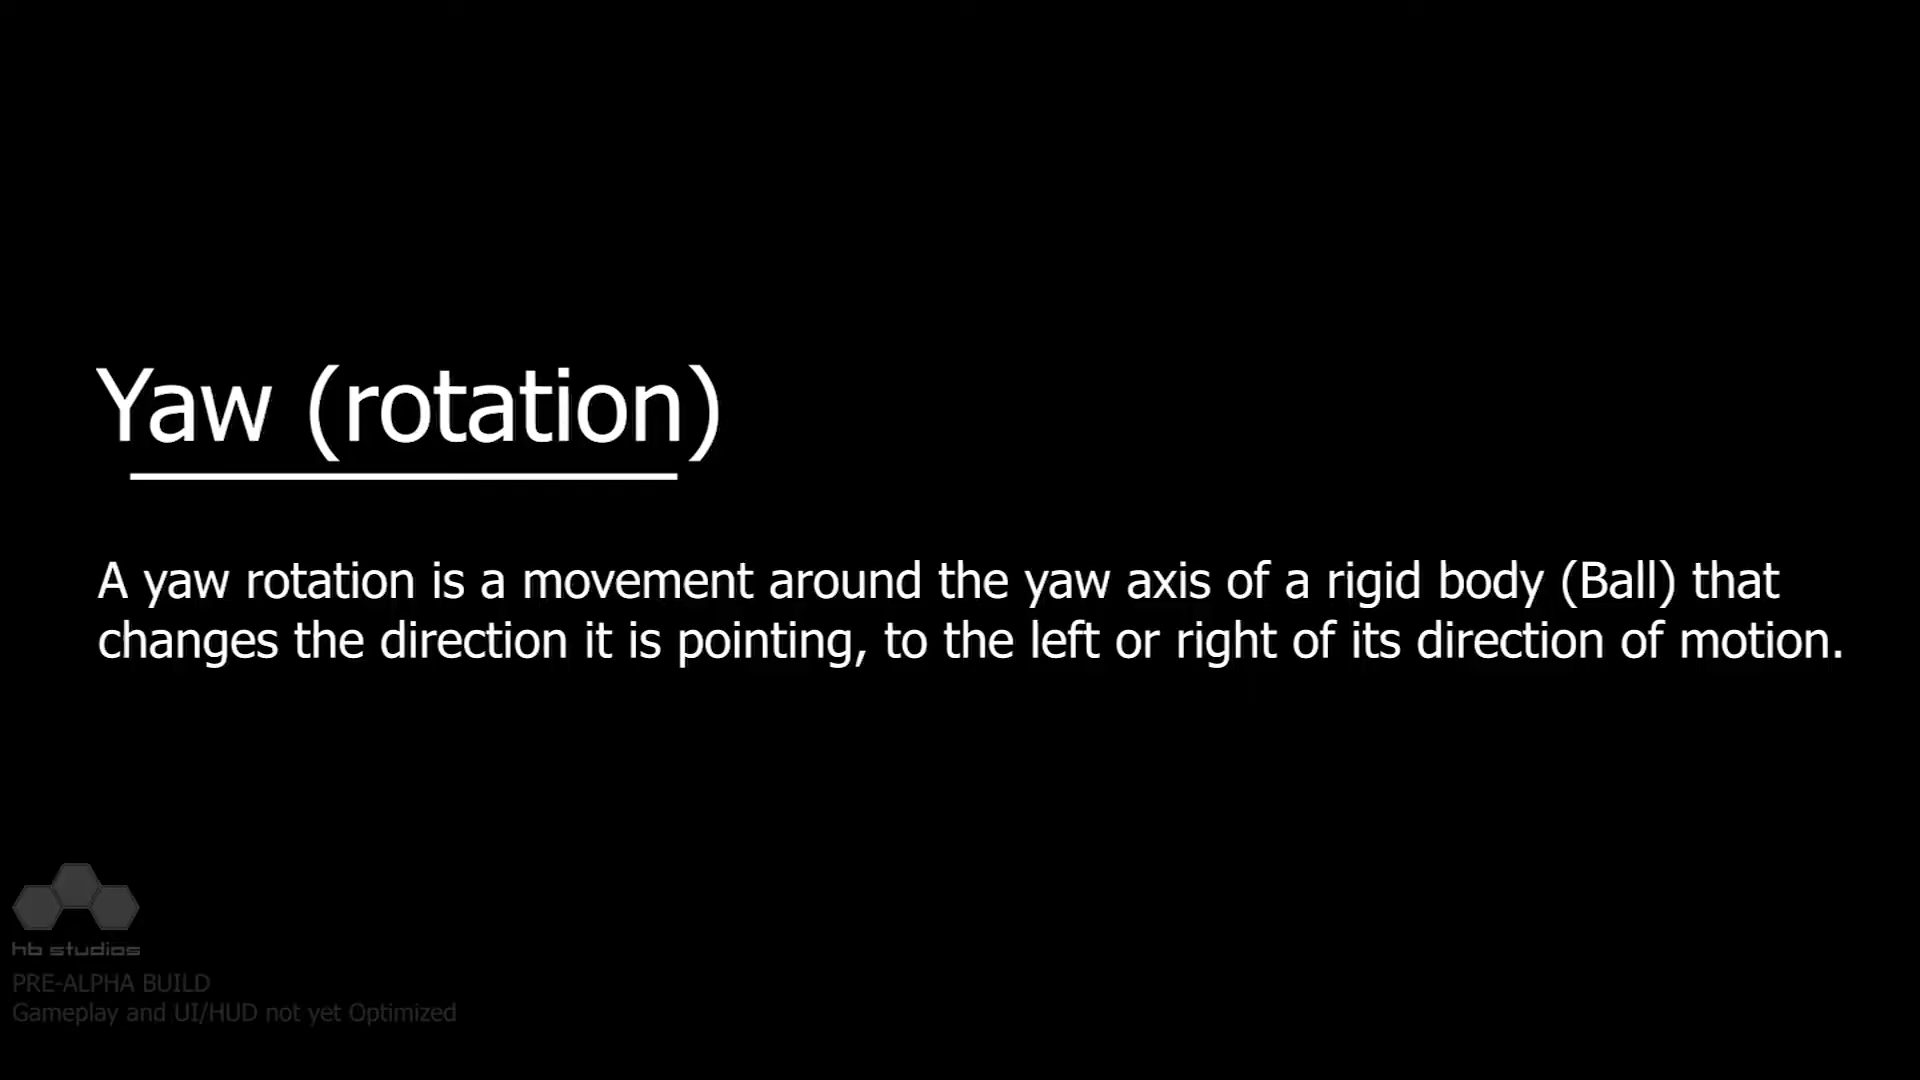 Yaw (rotation)
A yaw rotation is a movement around the yaw axis of a rigid body (Ball) that
changes the direction it is pointing, to the left or right of its direction of motion.
hb studios
PRE-ALPHA BUILD
Gameplay and UI/HUD not yet Optimized